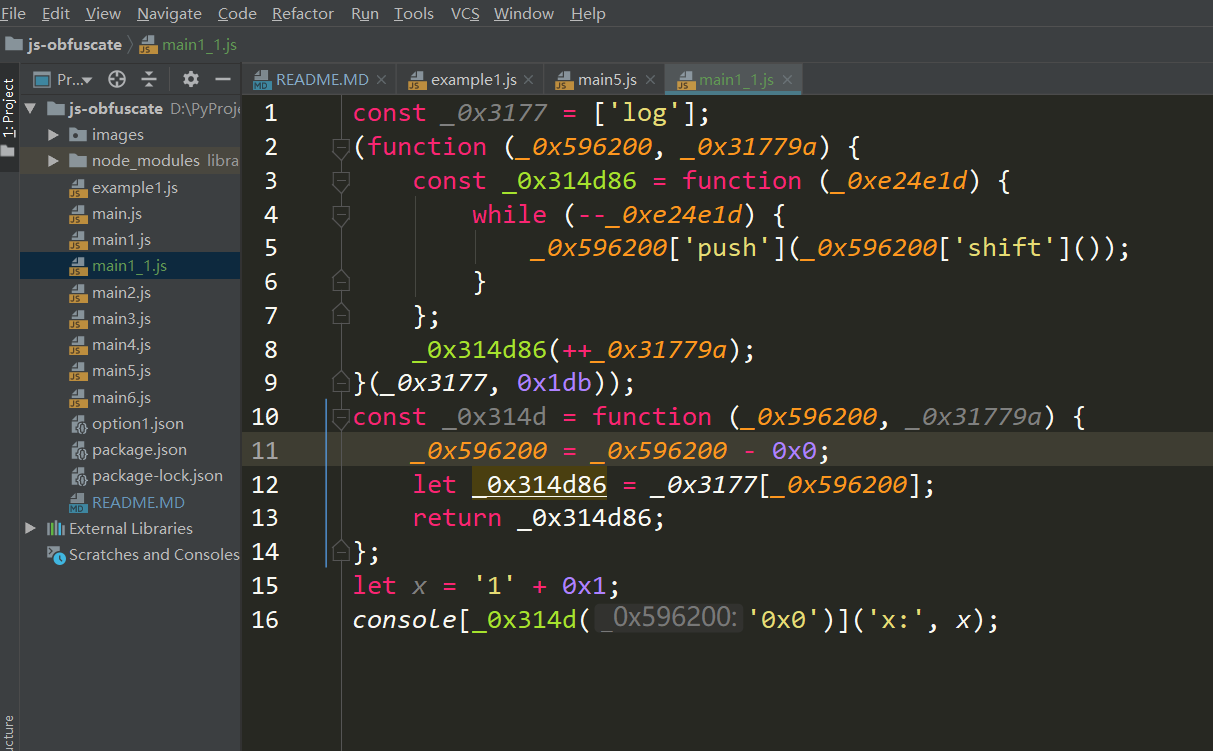 File Edit View Navigate Code Refactor Run Tools VCS Window Help
js-obfuscate main1_1.js
Pr... README.MD example1.js main5.js main1_1.js
1: Project
js-obfuscate D:\PyProje
images
node_modules libra
example1.js
main.js
main1.js
main1_1.js
main2.js
main3.js
main4.js
main5.js
main6.js
option1.json
package.json
package-lock.json
README.MD
External Libraries
Scratches and Consoles
ucture
1 const _0x3177 = ['log'];
2 (function (_0x596200, _0x31779a) {
3 const _0x314d86 = function (_0xe24e1d) {
4 while (--_0xe24e1d) {
5 _0x596200['push'](_0x596200['shift']());
6 }
7 };
8 _0x314d86(++_0x31779a);
9 }(_0x3177, 0x1db));
10 const _0x314d = function (_0x596200, _0x31779a) {
11 _0x596200 = _0x596200 - 0x0;
12 let _0x314d86 = _0x3177[_0x596200];
13 return _0x314d86;
14 };
15 let x = '1' + 0x1;
16 console[_0x314d( _0x596200: '0x0')]('x:', x);